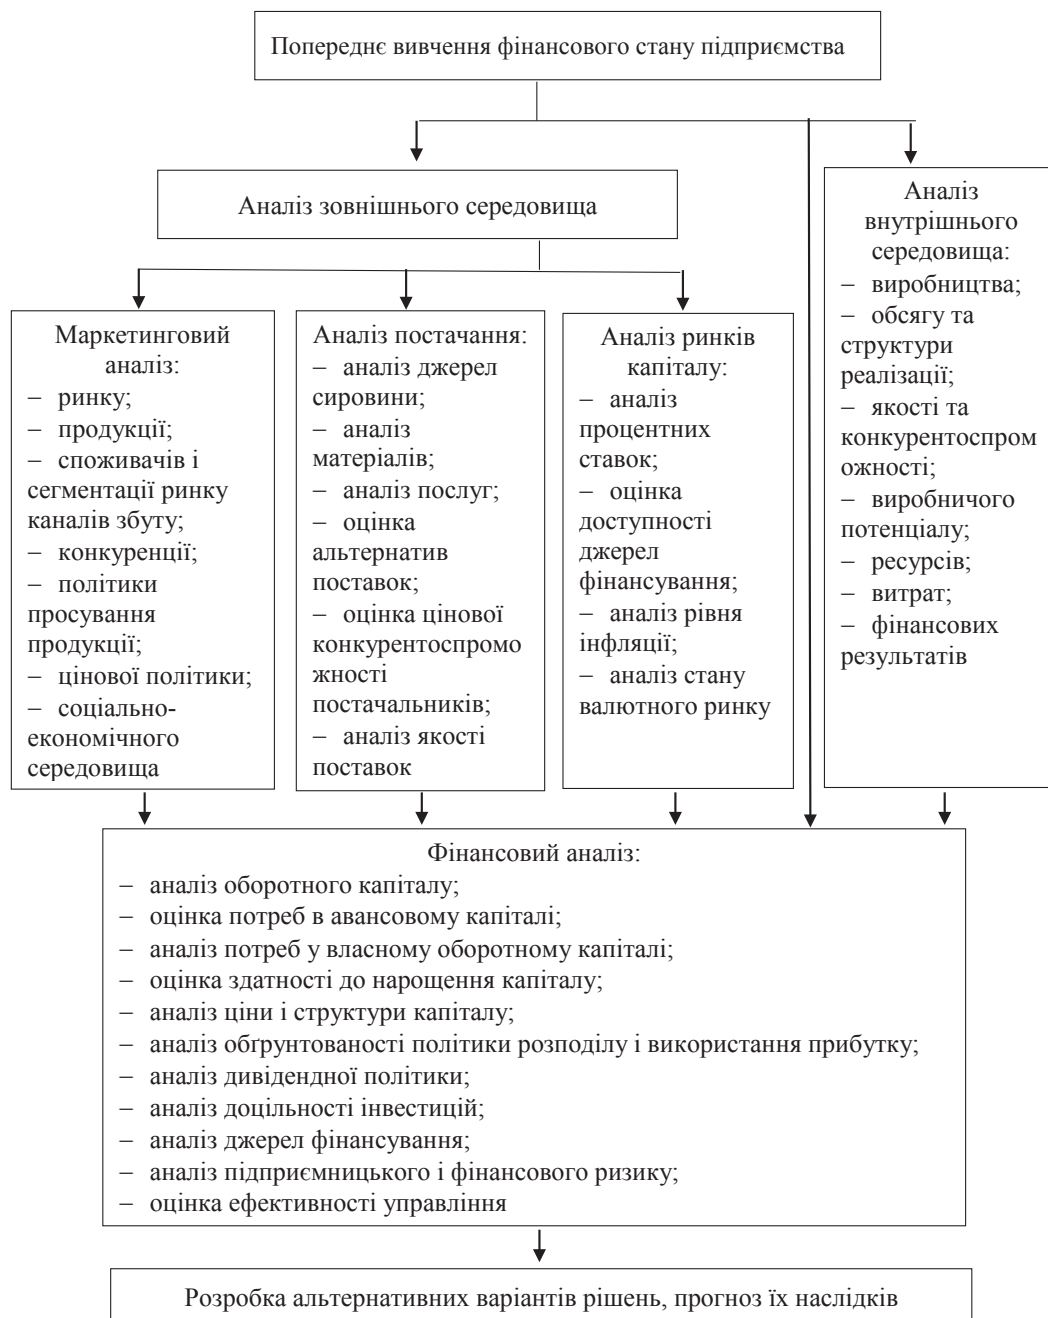 Попереднє вивчення фінансового стану підприємства
Аналіз зовнішнього середовища
Аналіз
внутрішнього
середовища:
– виробництва;
– обсягу та
структури
реалізації;
– якості та
конкурентоспром
ожності;
– виробничого
потенціалу;
– ресурсів;
– витрат;
– фінансових
результатів
Маркетинговий
аналіз:
– ринку;
– продукції;
– споживачів і
сегментації ринку
каналів збуту;
– конкуренції;
– політики
просування
продукції;
– цінової політики;
– соціально-
економічного
середовища
Аналіз постачання:
– аналіз джерел
сировини;
– аналіз
матеріалів;
– аналіз послуг;
– оцінка
альтернатив
поставок;
– оцінка цінової
конкурентоспромо
жності
постачальників;
– аналіз якості
поставок
Аналіз ринків
капіталу:
– аналіз
процентних
ставок;
– оцінка
доступності
джерел
фінансування;
– аналіз рівня
інфляції;
– аналіз стану
валютного ринку
Фінансовий аналіз:
– аналіз оборотного капіталу;
– оцінка потреб в авансовому капіталі;
– аналіз потреб у власному оборотному капіталі;
– оцінка здатності до нарощення капіталу;
– аналіз ціни і структури капіталу;
– аналіз обґрунтованості політики розподілу і використання прибутку;
– аналіз дивідендної політики;
– аналіз доцільності інвестицій;
– аналіз джерел фінансування;
– аналіз підприємницького і фінансового ризику;
– оцінка ефективності управління
Розробка альтернативних варіантів рішень, прогноз їх наслідків